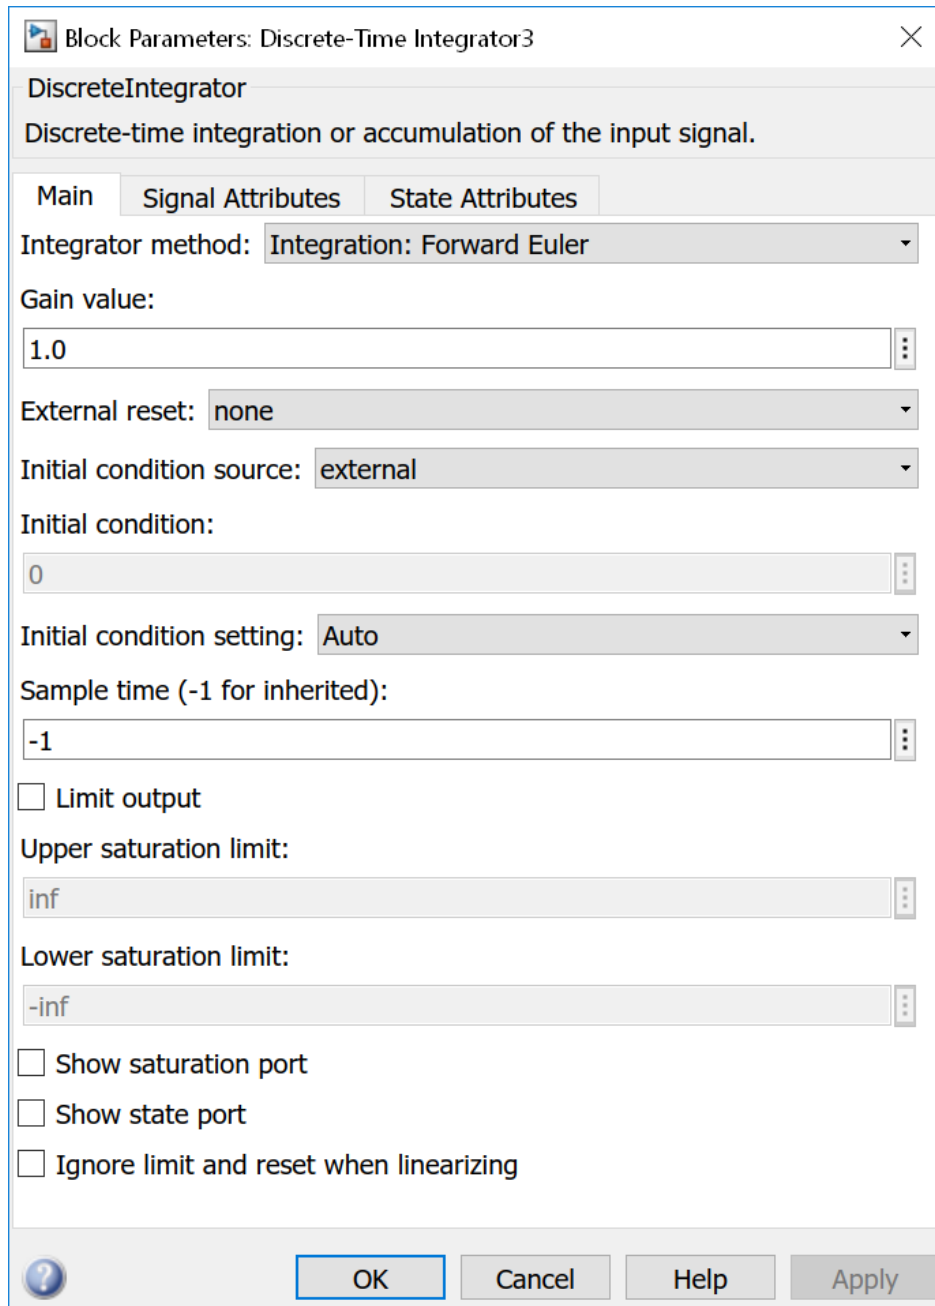 Block Parameters: Discrete-Time Integrator3
DiscreteIntegrator
Discrete-time integration or accumulation of the input signal.
Main Signal Attributes State Attributes
Integrator method: Integration: Forward Euler
Gain value:
1.0
External reset: none
Initial condition source: external
Initial condition:
0
Initial condition setting: Auto
Sample time (-1 for inherited):
-1
Limit output
Upper saturation limit:
inf
Lower saturation limit:
-inf
Show saturation port
Show state port
Ignore limit and reset when linearizing
? OK Cancel Help Apply